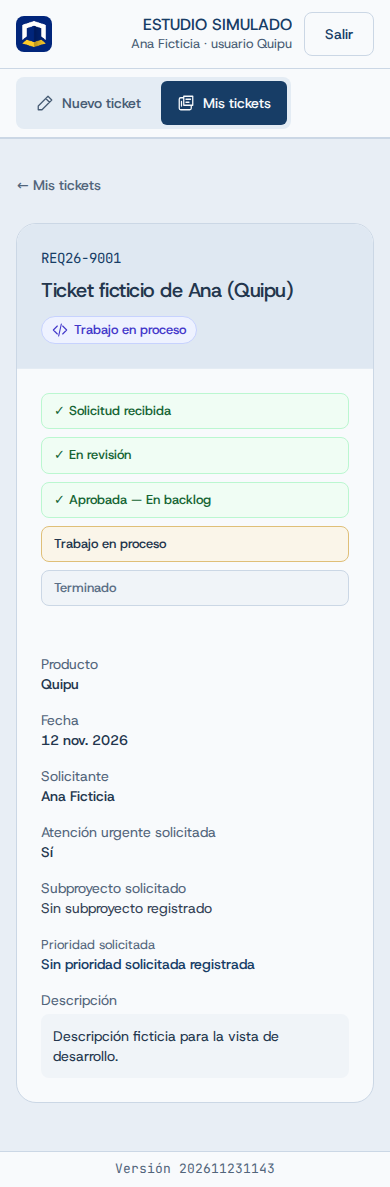 ESTUDIO SIMULADO
Ana Ficticia · usuario Quipu
Salir
Nuevo ticket
Mis tickets
← Mis tickets
REQ26-9001
Ticket ficticio de Ana (Quipu)
Trabajo en proceso
✓ Solicitud recibida
✓ En revisión
✓ Aprobada — En backlog
Trabajo en proceso
Terminado
Producto
Quipu
Fecha
12 nov. 2026
Solicitante
Ana Ficticia
Atención urgente solicitada
Sí
Subproyecto solicitado
Sin subproyecto registrado
Prioridad solicitada
Sin prioridad solicitada registrada
Descripción
Descripción ficticia para la vista de
desarrollo.
Versión 202611231143